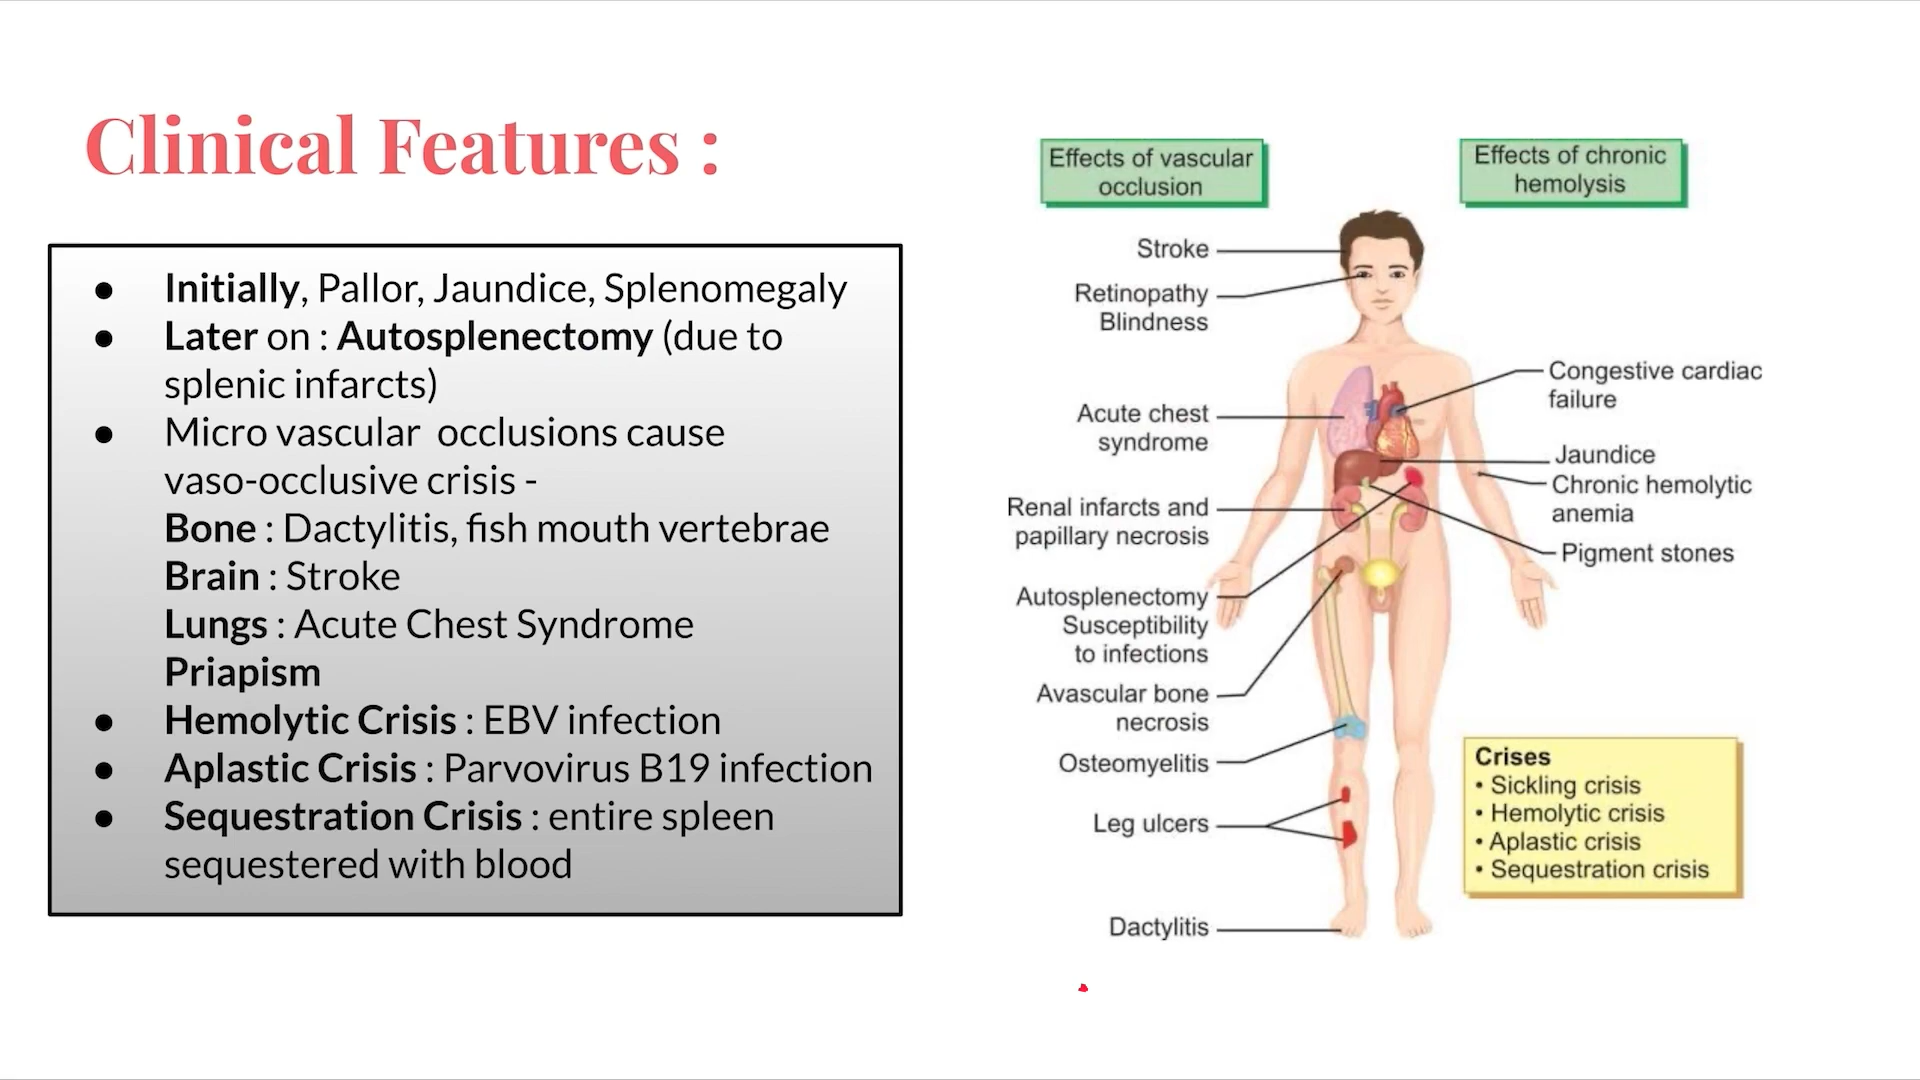 Clinical Features :
● Initially, Pallor, Jaundice, Splenomegaly
● Later on : Autosplenectomy (due to
splenic infarcts)
● Micro vascular occlusions cause
vaso-occlusive crisis -
Bone : Dactylitis, fish mouth vertebrae
Brain : Stroke
Lungs : Acute Chest Syndrome
Priapism
● Hemolytic Crisis : EBV infection
● Aplastic Crisis : Parvovirus B19 infection
● Sequestration Crisis : entire spleen
sequestered with blood
Effects of vascular
occlusion
Stroke
Retinopathy
Blindness
Acute chest
syndrome
Renal infarcts and
papillary necrosis
Autosplenectomy
Susceptibility
to infections
Avascular bone
necrosis
Osteomyelitis
Leg ulcers
Dactylitis
Effects of chronic
hemolysis
Congestive cardiac
failure
Jaundice
Chronic hemolytic
anemia
Pigment stones
Crises
• Sickling crisis
• Hemolytic crisis
• Aplastic crisis
• Sequestration crisis